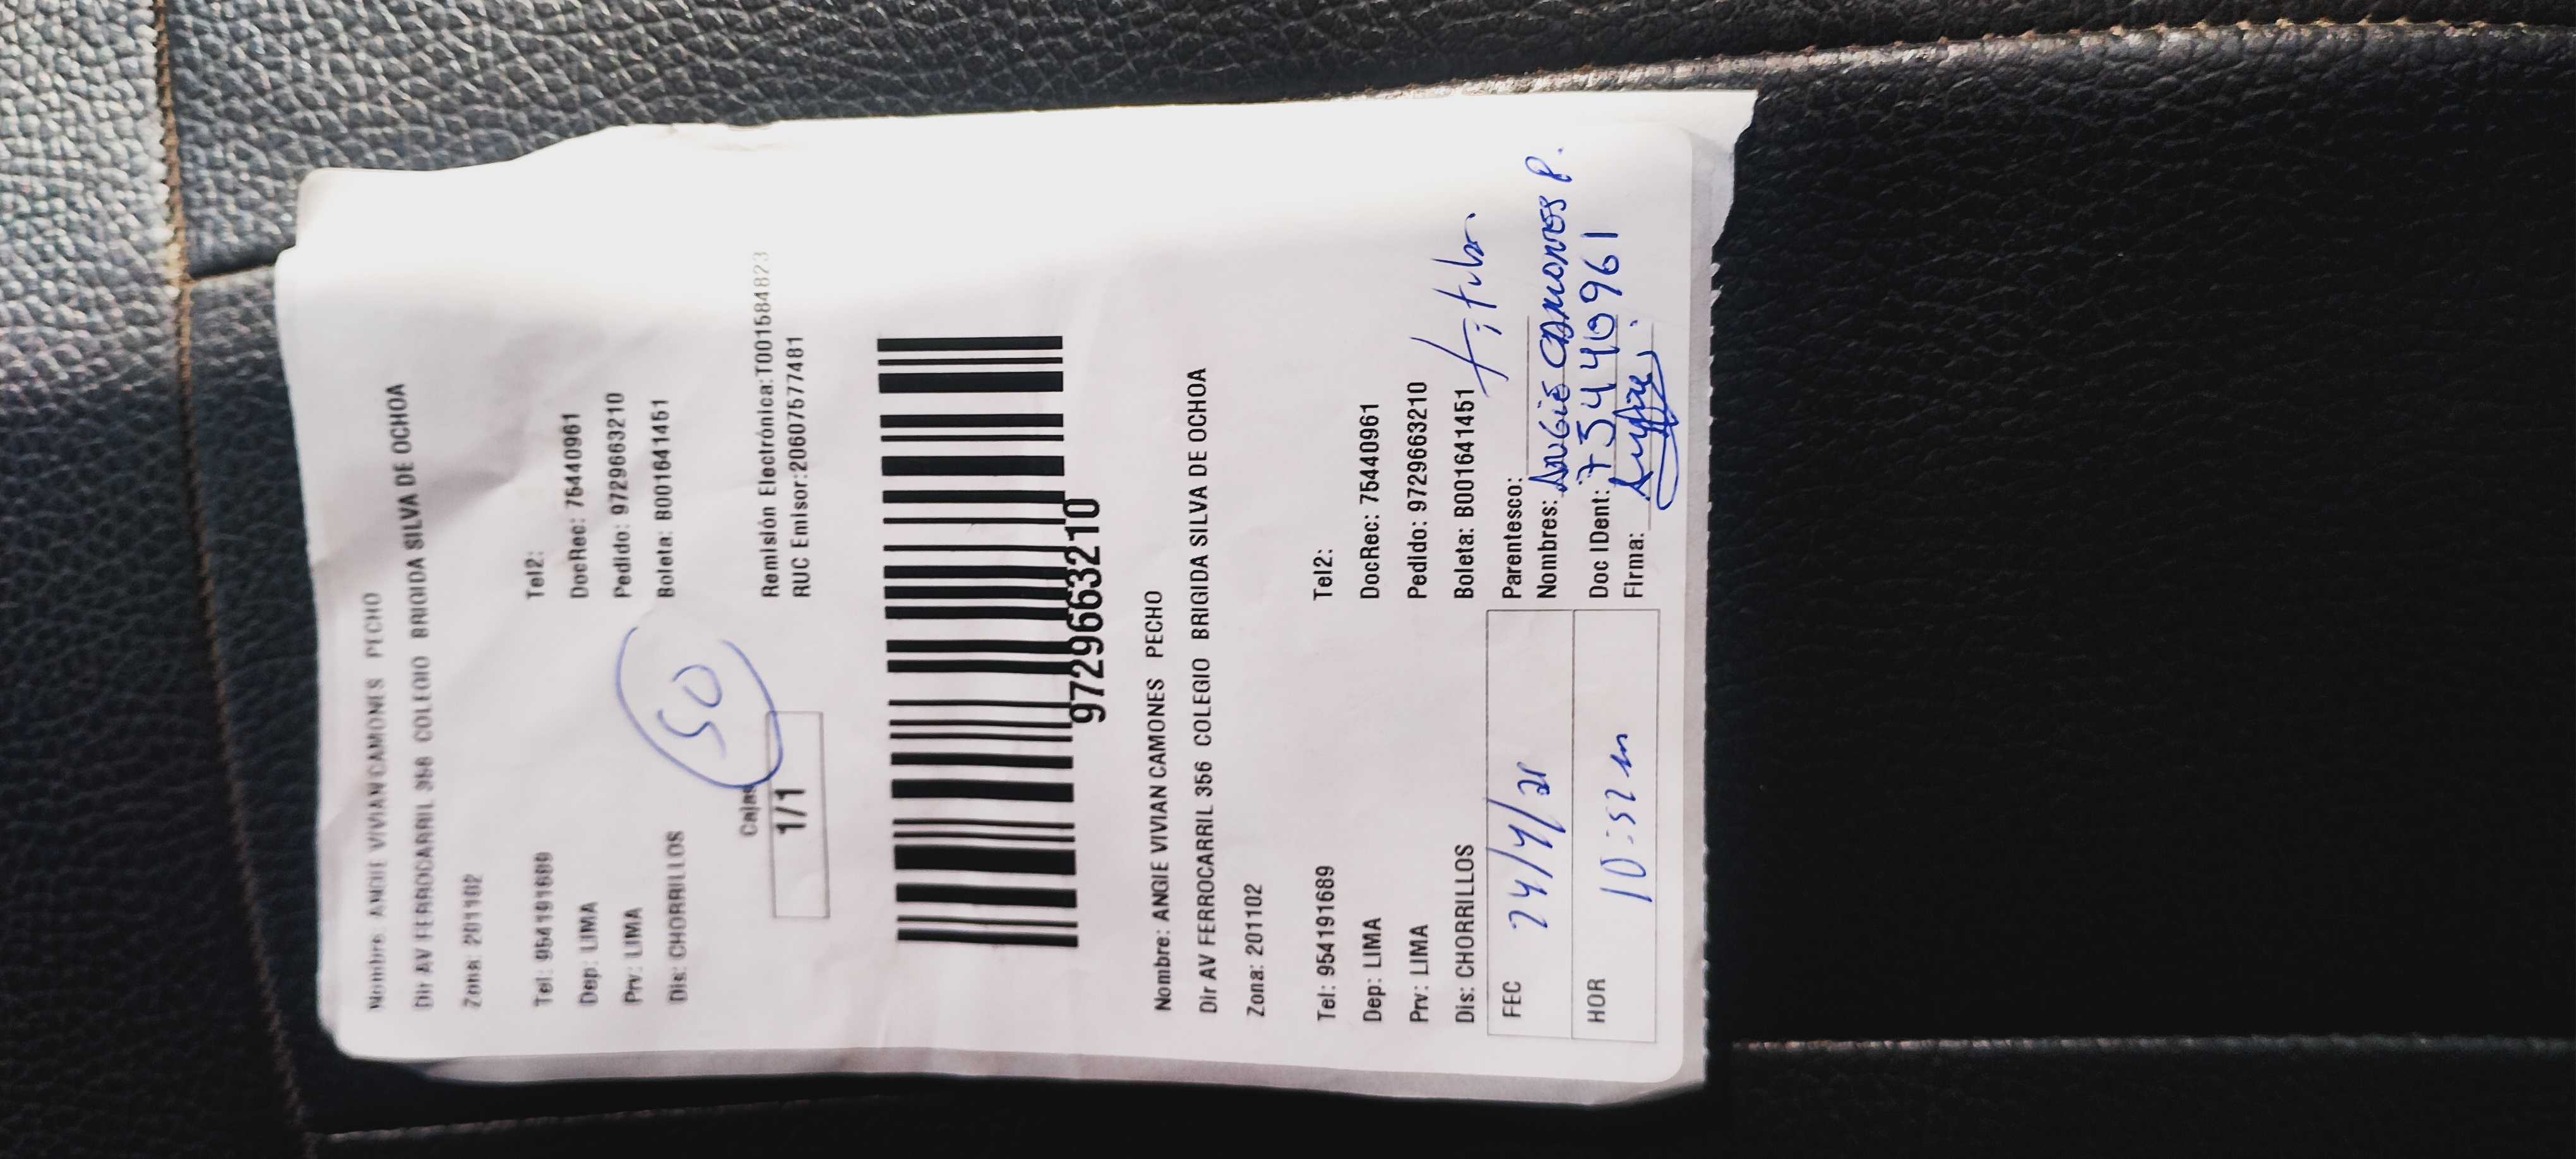 Nombre: ANGIE VIVIAN CAMONES PECHO
Dir AV FERROCARRIL 356 COLEGIO BRIGIDA SILVA DE OCHOA
Zona: 201102
Tel: 954191689 Tel2:
Dep: LIMA DocRec: 75440961
Prv: LIMA Pedido: 9729663210
Dis: CHORRILLOS Boleta: B001641451
50
Cajas
1/1
Remisión Electrónica:T001584823
RUC Emisor:20607577481
9729663210
Nombre: ANGIE VIVIAN CAMONES PECHO
Dir AV FERROCARRIL 356 COLEGIO BRIGIDA SILVA DE OCHOA
Zona: 201102
Tel: 954191689 Tel2:
Dep: LIMA DocRec: 75440961
Prv: LIMA Pedido: 9729663210
Dis: CHORRILLOS Boleta: B001641451
FEC 24/4/21 Parentesco: titular
Nombres: ANGIE CAMONES P.
HOR 10:52 Doc IDent: 75440961
Firma: